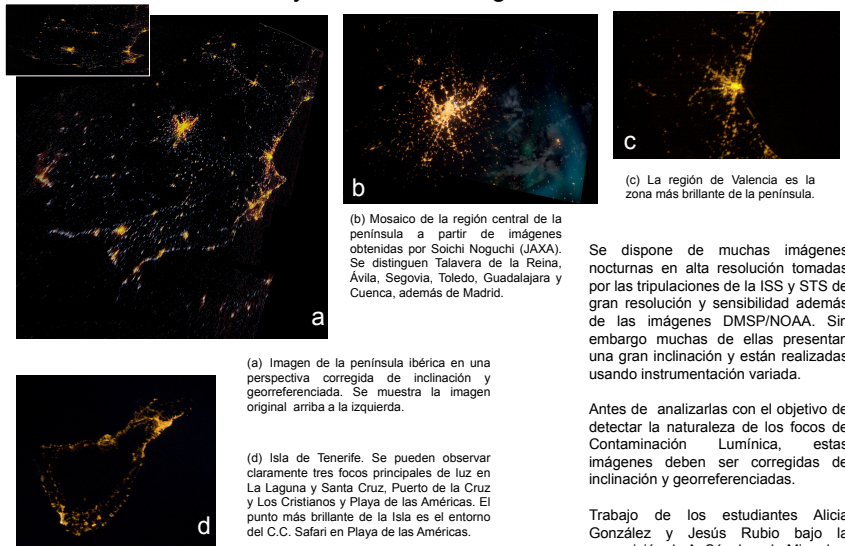 a
b
c
(c) La región de Valencia es la
zona más brillante de la península.
(b) Mosaico de la región central de la
península a partir de imágenes
obtenidas por Soichi Noguchi (JAXA).
Se distinguen Talavera de la Reina,
Ávila, Segovia, Toledo, Guadalajara y
Cuenca, además de Madrid.
Se dispone de muchas imágenes
nocturnas en alta resolución tomadas
por las tripulaciones de la ISS y STS de
gran resolución y sensibilidad además
de las imágenes DMSP/NOAA. Sin
embargo muchas de ellas presentan
una gran inclinación y están realizadas
usando instrumentación variada.
(a) Imagen de la península ibérica en una
perspectiva corregida de inclinación y
georreferenciada. Se muestra la imagen
original arriba a la izquierda.
Antes de analizarlas con el objetivo de
detectar la naturaleza de los focos de
Contaminación Lumínica, estas
imágenes deben ser corregidas de
inclinación y georreferenciadas.
(d) Isla de Tenerife. Se pueden observar
claramente tres focos principales de luz en
La Laguna y Santa Cruz, Puerto de la Cruz
y Los Cristianos y Playa de las Américas. El
punto más brillante de la Isla es el entorno
del C.C. Safari en Playa de las Américas.
d
Trabajo de los estudiantes Alicia
González y Jesús Rubio bajo la